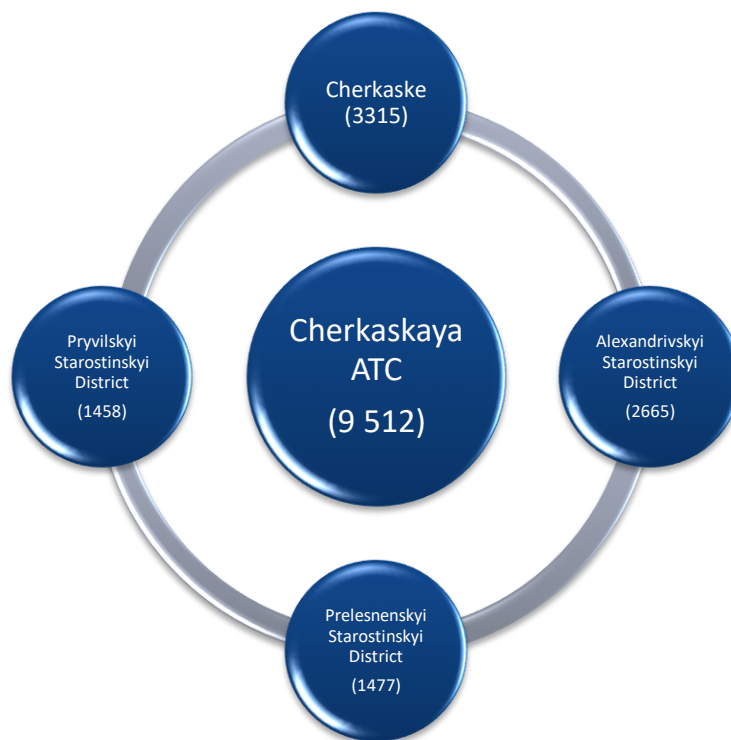 Cherkaske
(3315)
Cherkaskaya
ATC
(9 512)
Alexandrivskyi
Starostinskyi
District
(2665)
Prelesnenskyi
Starostinskyi
District
(1477)
Pryvilskyi
Starostinskyi
District
(1458)